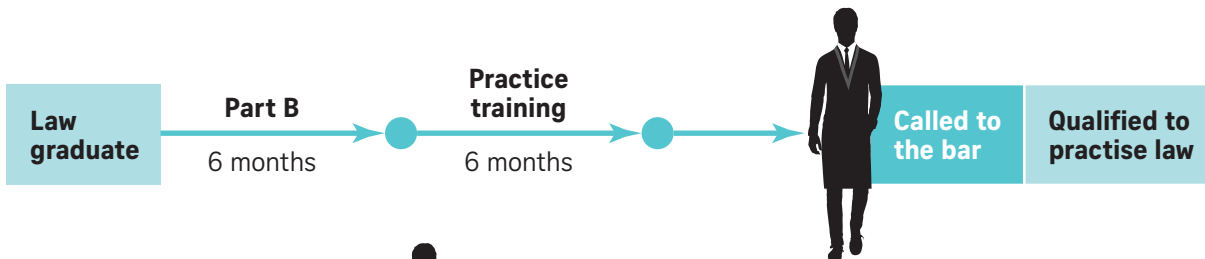 Law
graduate
Part B
6 months
Practice
training
6 months
Called to
the bar
Qualified to
practise law